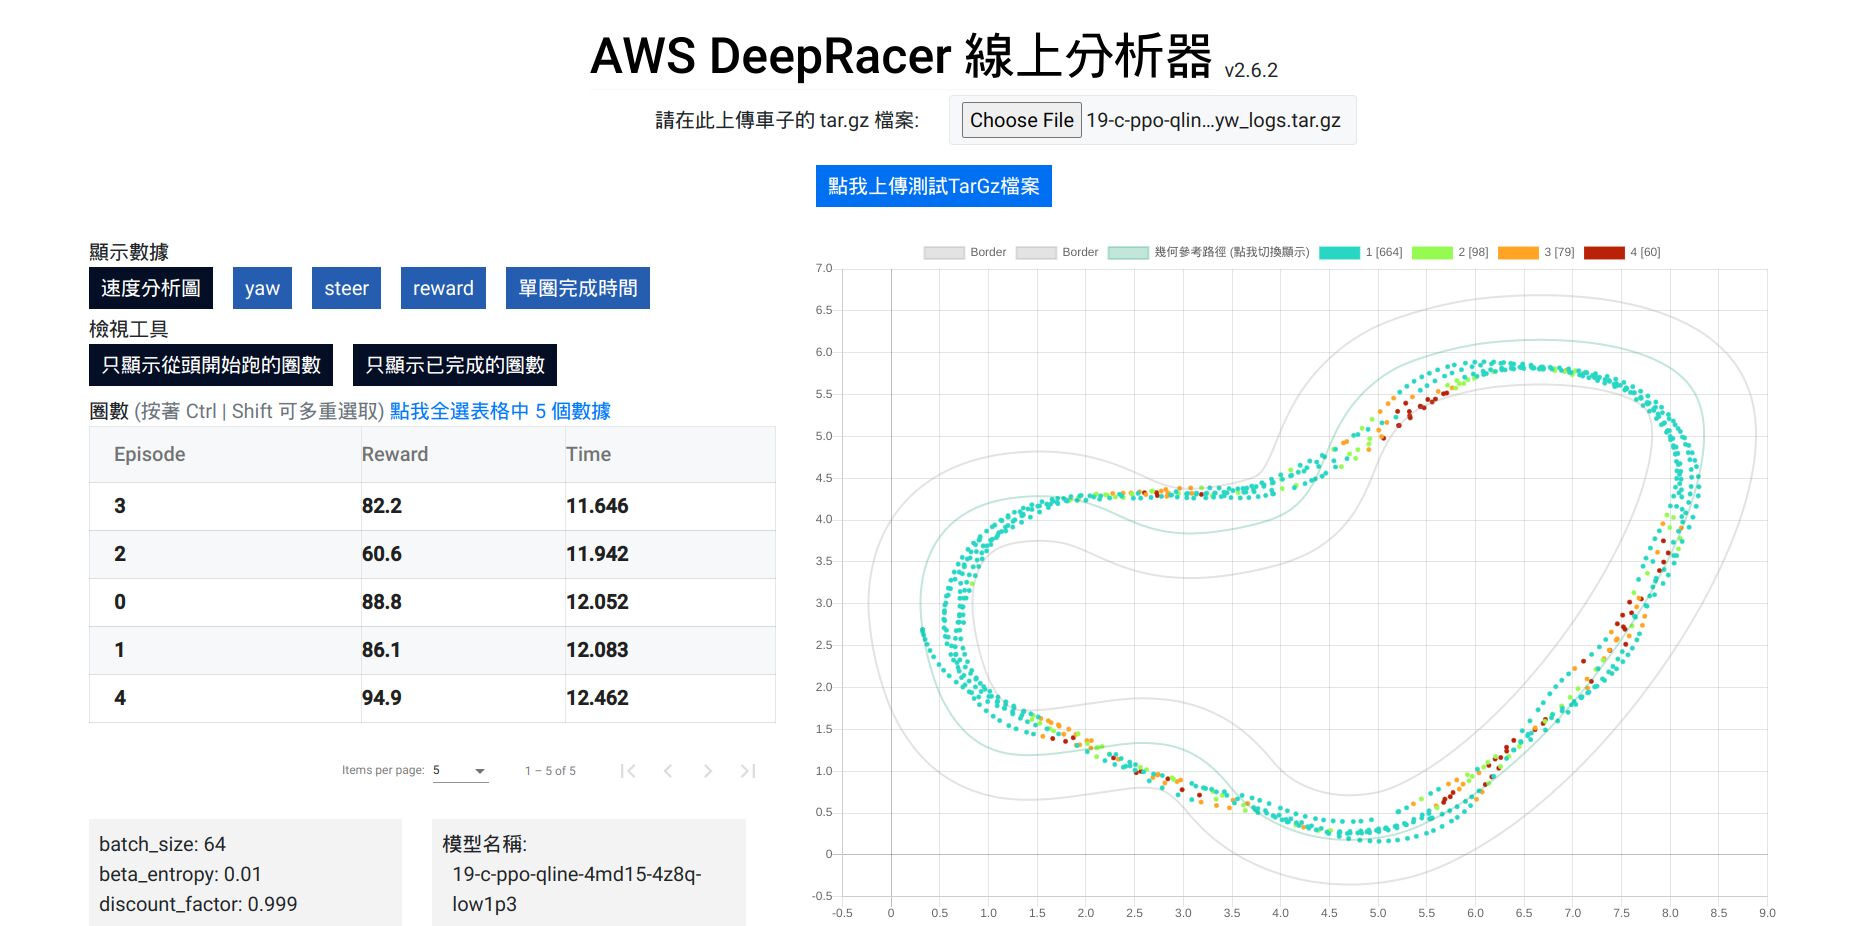 AWS DeepRacer 線上分析器 v2.6.2
請在此上傳車子的 tar.gz 檔案: Choose File 19-c-ppo-qlin...yw_logs.tar.gz
點我上傳測試TarGz檔案
顯示數據
速度分析圖 yaw steer reward 單圈完成時間
檢視工具
只顯示從頭開始跑的圈數 只顯示已完成的圈數
圈數 (按著 Ctrl | Shift 可多重選取) 點我全選表格中 5 個數據
Episode Reward Time
3 82.2 11.646
2 60.6 11.942
0 88.8 12.052
1 86.1 12.083
4 94.9 12.462
Items per page: 5 1 – 5 of 5
batch_size: 64
beta_entropy: 0.01
discount_factor: 0.999
模型名稱:
19-c-ppo-qline-4md15-4z8q-
low1p3
Border Border 幾何參考路徑 (點我切換顯示) 1 [664] 2 [98] 3 [79] 4 [60]
7.0
6.5
6.0
5.5
5.0
4.5
4.0
3.5
3.0
2.5
2.0
1.5
1.0
0.5
0
-0.5
-0.5 0 0.5 1.0 1.5 2.0 2.5 3.0 3.5 4.0 4.5 5.0 5.5 6.0 6.5 7.0 7.5 8.0 8.5 9.0